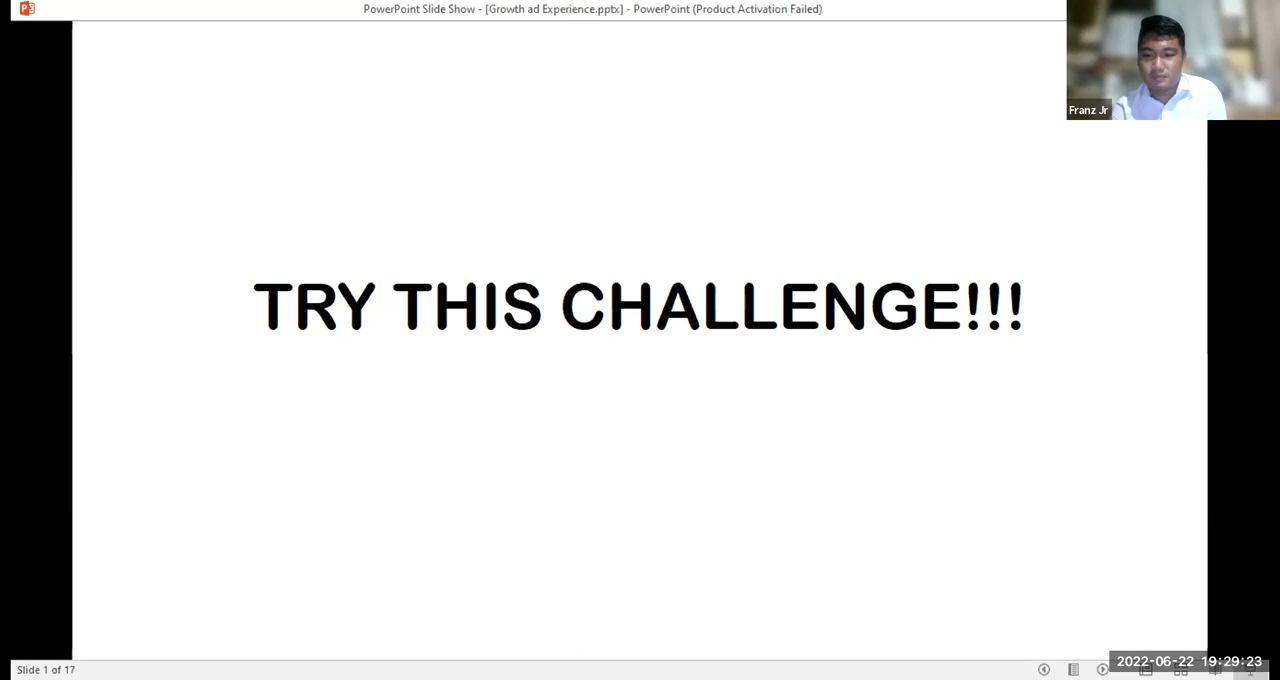 PowerPoint Slide Show - [Growth ad Experience.pptx] - PowerPoint (Product Activation Failed)
Franz Jr
TRY THIS CHALLENGE!!!
Slide 1 of 17
2022-06-22 19:29:23